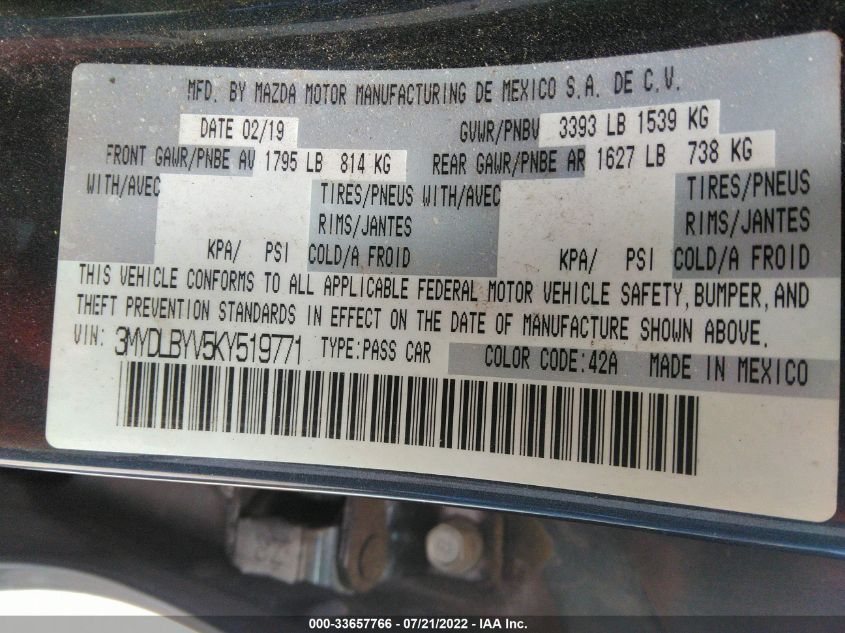 MFD. BY MAZDA MOTOR MANUFACTURING DE MEXICO S.A. DE C.V.
DATE 02/19 GVWR/PNBV 3393 LB 1539 KG
FRONT GAWR/PNBE AV 1795 LB 814 KG REAR GAWR/PNBE AR 1627 LB 738 KG
WITH/AVEC TIRES/PNEUS WITH/AVEC TIRES/PNEUS
RIMS/JANTES RIMS/JANTES
KPA/ PSI COLD/A FROID KPA/ PSI COLD/A FROID
THIS VEHICLE CONFORMS TO ALL APPLICABLE FEDERAL MOTOR VEHICLE SAFETY, BUMPER, AND
THEFT PREVENTION STANDARDS IN EFFECT ON THE DATE OF MANUFACTURE SHOWN ABOVE.
VIN: 3MYDLBYV5KY519771 TYPE:PASS CAR COLOR CODE:42A MADE IN MEXICO
000-33657766 / 07/21/2022 / IAA Inc.